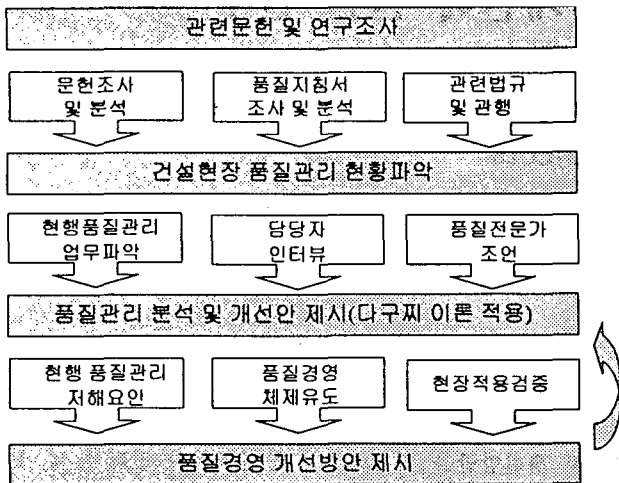 관련문헌 및 연구조사
문헌조사 품질지침서 관련법규
및 분석 조사 및 분석 및 관행
건설현장 품질관리 현황파악
현행품질관리 담당자 품질전문가
업무파악 인터뷰 조언
품질관리 분석 및 개선안 제시(다구찌 이론 적용)
현행 품질관리 품질경영 현장적용검증
저해요인 체제유도
품질경영 개선방안 제시